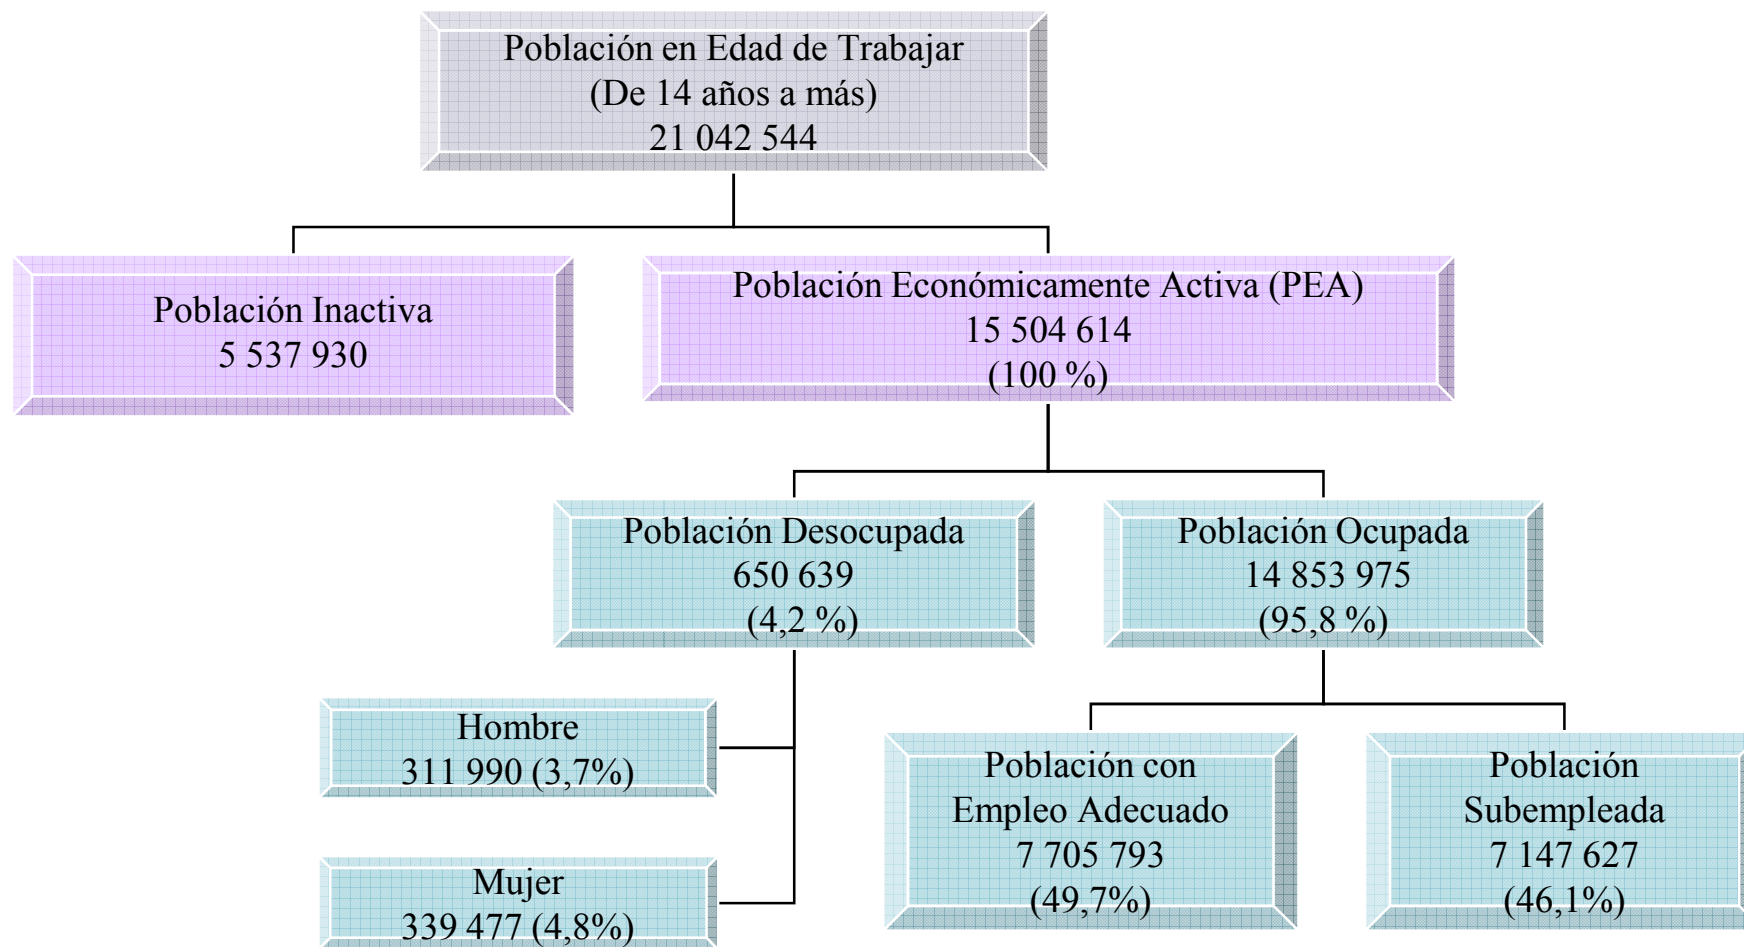 Población en Edad de Trabajar
(De 14 años a más)
21 042 544
Población Inactiva
5 537 930
Población Económicamente Activa (PEA)
15 504 614
(100 %)
Población Desocupada
650 639
(4,2 %)
Población Ocupada
14 853 975
(95,8 %)
Hombre
311 990 (3,7%)
Mujer
339 477 (4,8%)
Población con
Empleo Adecuado
7 705 793
(49,7%)
Población
Subempleada
7 147 627
(46,1%)